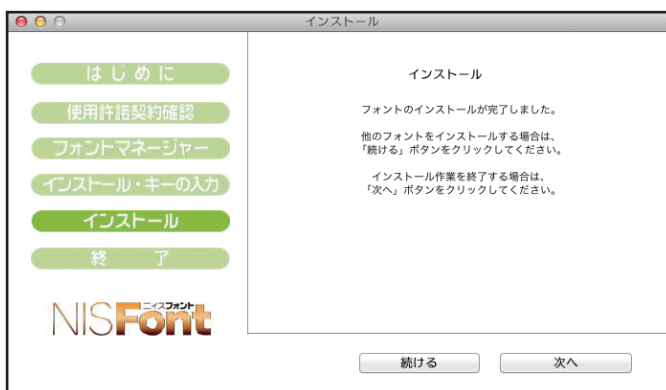 インストール
はじめに
使用許諾契約確認
フォントマネージャー
インストール・キーの入力
インストール
終 了
ニィスフォント
NISFont
インストール
フォントのインストールが完了しました。
他のフォントをインストールする場合は、
「続ける」ボタンをクリックしてください。
インストール作業を終了する場合は、
「次へ」ボタンをクリックしてください。
続ける
次へ